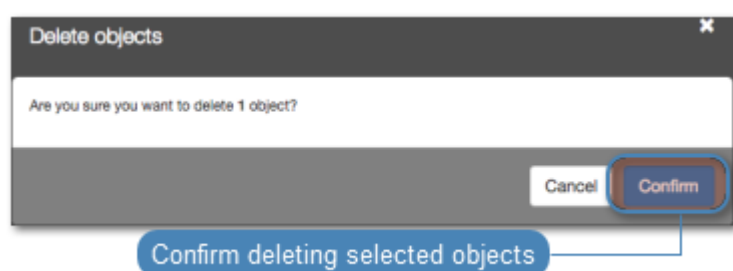 Delete objects
Are you sure you want to delete 1 object?
Cancel Confirm
Confirm deleting selected objects